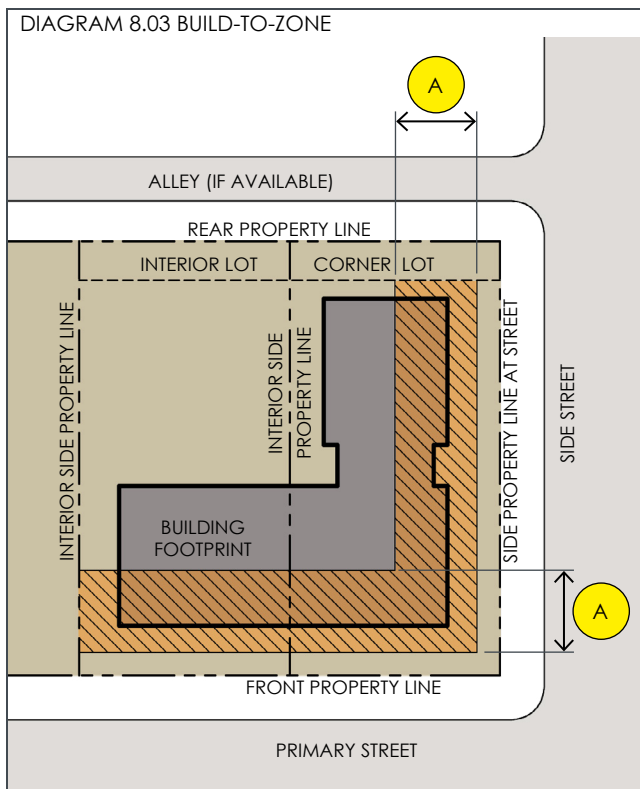 DIAGRAM 8.03 BUILD-TO-ZONE
A
ALLEY (IF AVAILABLE)
REAR PROPERTY LINE
INTERIOR LOT
CORNER LOT
INTERIOR SIDE PROPERTY LINE
INTERIOR SIDE
PROPERTY LINE
SIDE PROPERTY LINE AT STREET
SIDE STREET
BUILDING
FOOTPRINT
A
FRONT PROPERTY LINE
PRIMARY STREET